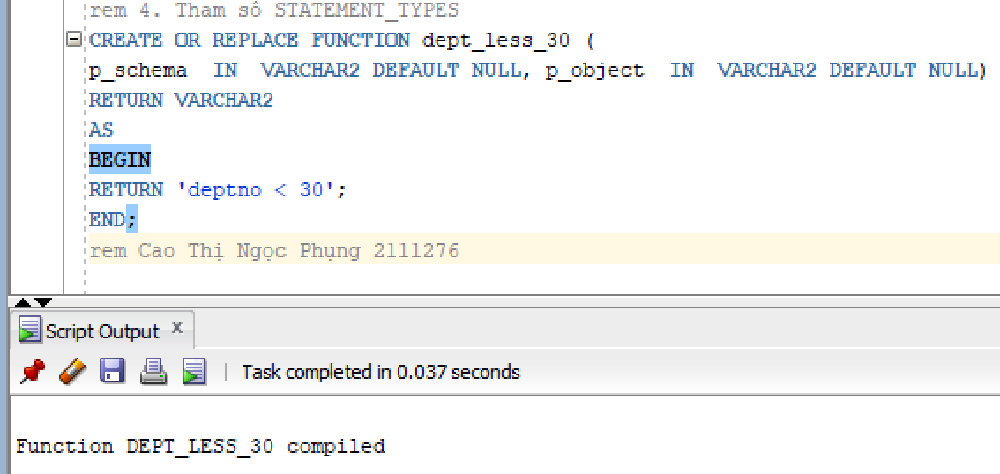 rem 4. Tham số STATEMENT_TYPES
CREATE OR REPLACE FUNCTION dept_less_30 (
p_schema IN VARCHAR2 DEFAULT NULL, p_object IN VARCHAR2 DEFAULT NULL)
RETURN VARCHAR2
AS
BEGIN
RETURN 'deptno < 30';
END;
rem Cao Thị Ngọc Phụng 2111276
Script Output x
Task completed in 0.037 seconds
Function DEPT_LESS_30 compiled